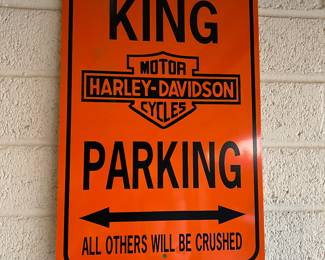 KING
MOTOR
HARLEY-DAVIDSON
CYCLES
PARKING
ALL OTHERS WILL BE CRUSHED